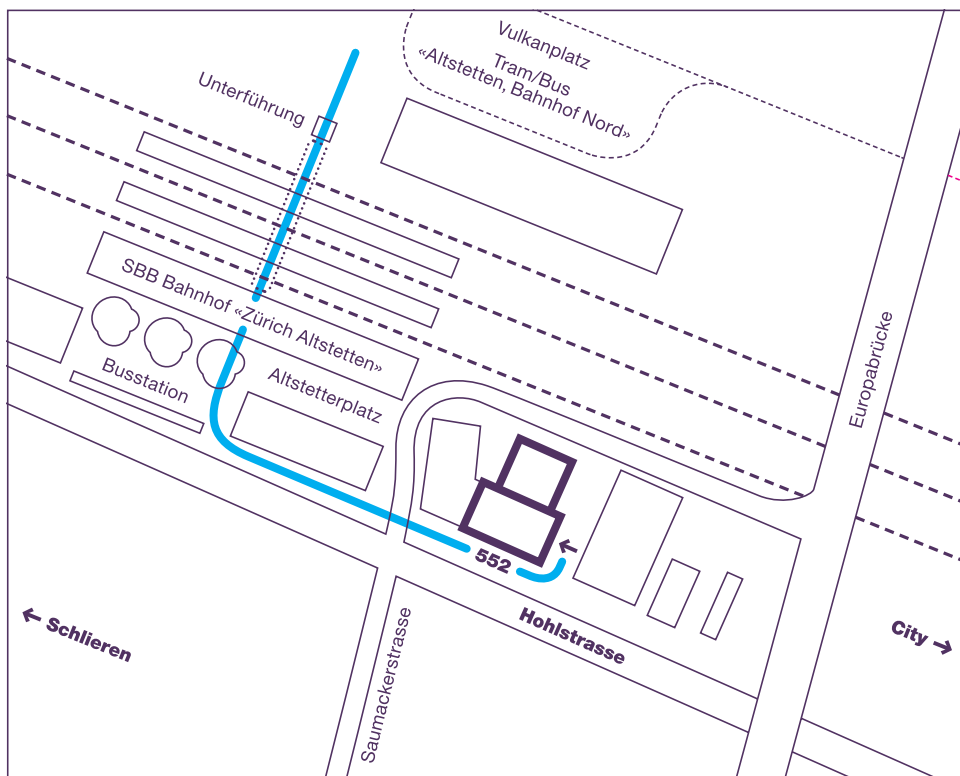 Vulkanplatz
Tram/Bus
«Altstetten, Bahnhof Nord»
Unterführung
SBB Bahnhof «Zürich Altstetten»
Busstation
Altstetterplatz
Europabrücke
552
Hohlstrasse
← Schlieren
City →
Saumackerstrasse